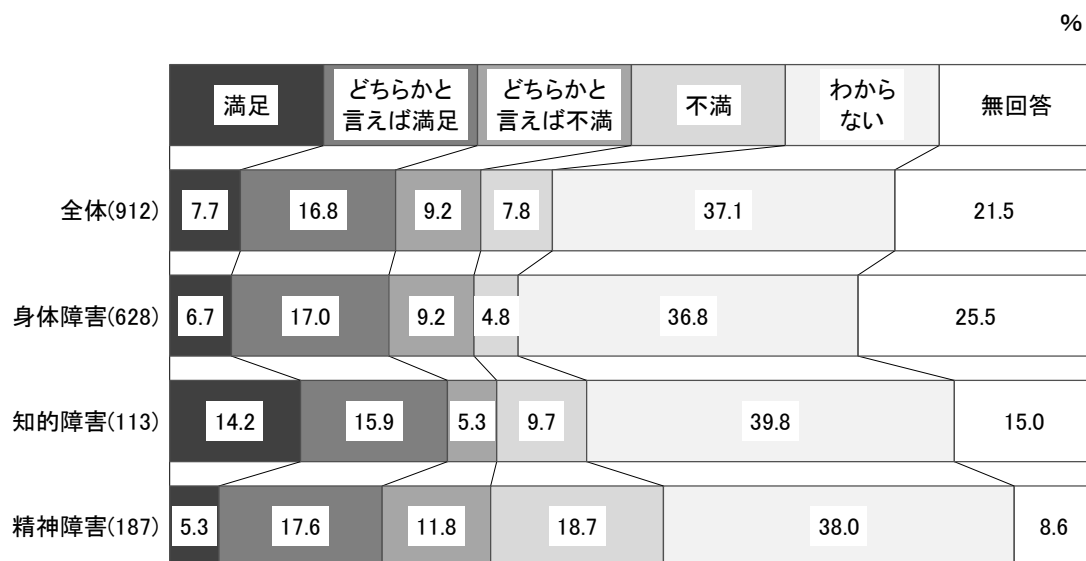 %
満足 どちらかと言えば満足 どちらかと言えば不満 不満 わからない 無回答
全体(912) 7.7 16.8 9.2 7.8 37.1 21.5
身体障害(628) 6.7 17.0 9.2 4.8 36.8 25.5
知的障害(113) 14.2 15.9 5.3 9.7 39.8 15.0
精神障害(187) 5.3 17.6 11.8 18.7 38.0 8.6